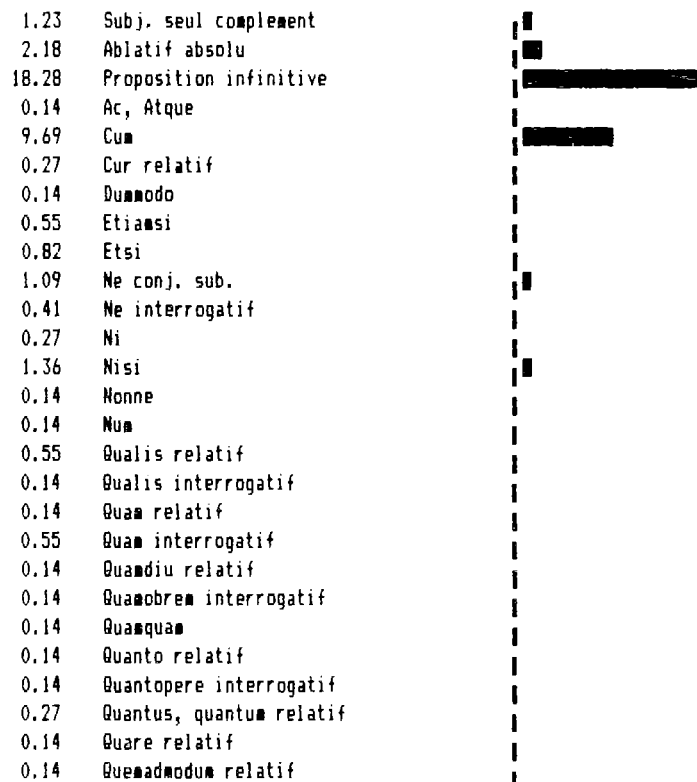 1.23 Subj. seul complement
2.18 Ablatif absolu
18.28 Proposition infinitive
0.14 Ac, Atque
9.69 Cum
0.27 Cur relatif
0.14 Dummodo
0.55 Etiamsi
0.82 Etsi
1.09 Ne conj. sub.
0.41 Ne interrogatif
0.27 Ni
1.36 Nisi
0.14 Nonne
0.14 Num
0.55 Qualis relatif
0.14 Qualis interrogatif
0.14 Quam relatif
0.55 Quam interrogatif
0.14 Quamdiu relatif
0.14 Quamobrem interrogatif
0.14 Quamquam
0.14 Quanto relatif
0.14 Quantopere interrogatif
0.27 Quantus, quantum relatif
0.14 Quare relatif
0.14 Quemadmodum relatif